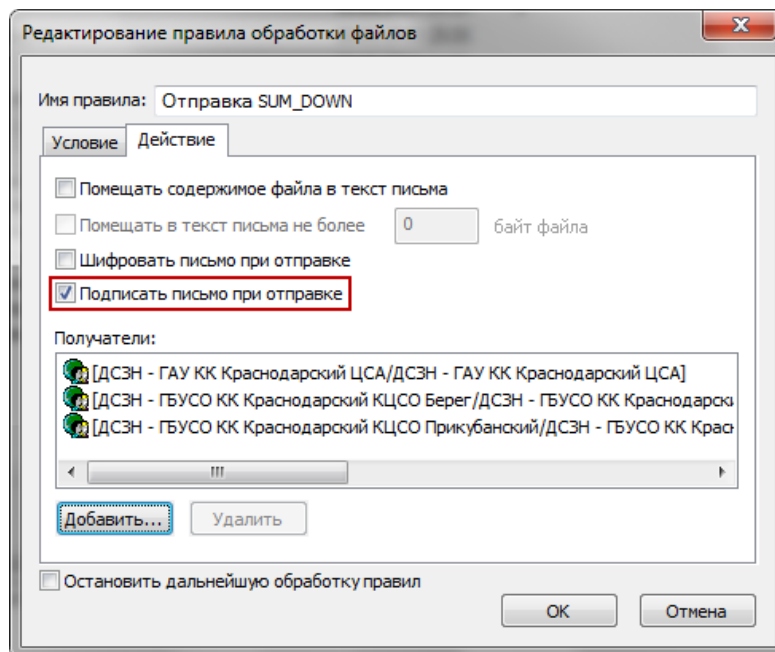 Редактирование правила обработки файлов
Имя правила: Отправка SUM_DOWN
Условие Действие
Помещать содержимое файла в текст письма
Помещать в текст письма не более 0 байт файла
Шифровать письмо при отправке
Подписать письмо при отправке
Получатели:
[ДСЗН - ГАУ КК Краснодарский ЦСА/ДСЗН - ГАУ КК Краснодарский ЦСА]
[ДСЗН - ГБУСО КК Краснодарский КЦСО Берег/ДСЗН - ГБУСО КК Краснодарски
[ДСЗН - ГБУСО КК Краснодарский КЦСО Прикубанский/ДСЗН - ГБУСО КК Крас
Добавить... Удалить
Остановить дальнейшую обработку правил
ОК Отмена